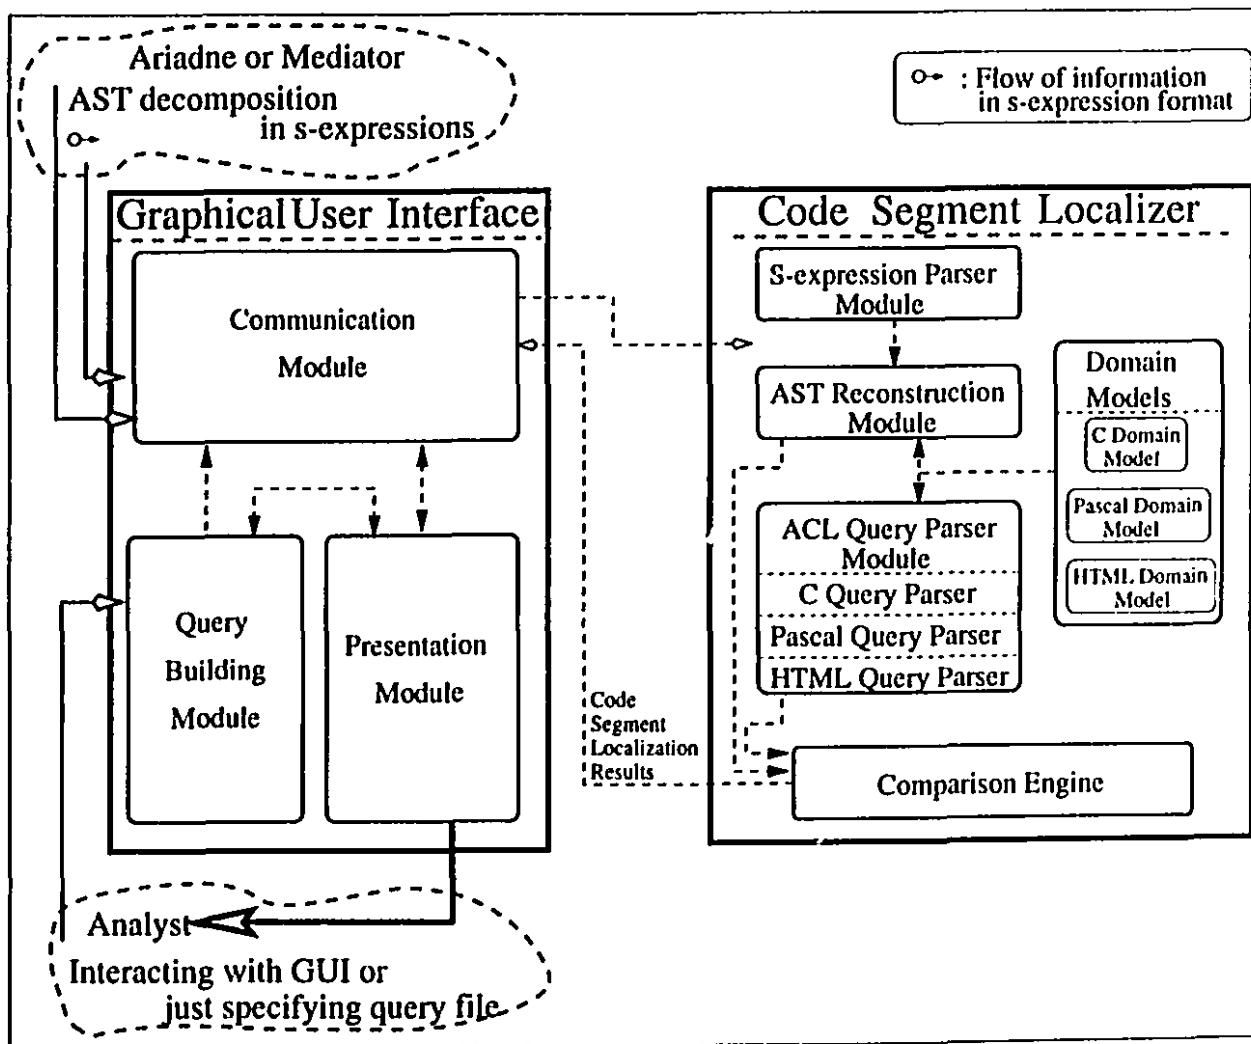 Ariadne or Mediator
AST decomposition
in s-expressions
: Flow of information
in s-expression format
Graphical User Interface
Communication
Module
Query
Building
Module
Presentation
Module
Code
Segment
Localization
Results
Code Segment Localizer
S-expression Parser
Module
AST Reconstruction
Module
Domain
Models
C Domain
Model
Pascal Domain
Model
HTML Domain
Model
ACL Query Parser
Module
C Query Parser
Pascal Query Parser
HTML Query Parser
Comparison Engine
Analyst
Interacting with GUI or
just specifying query file